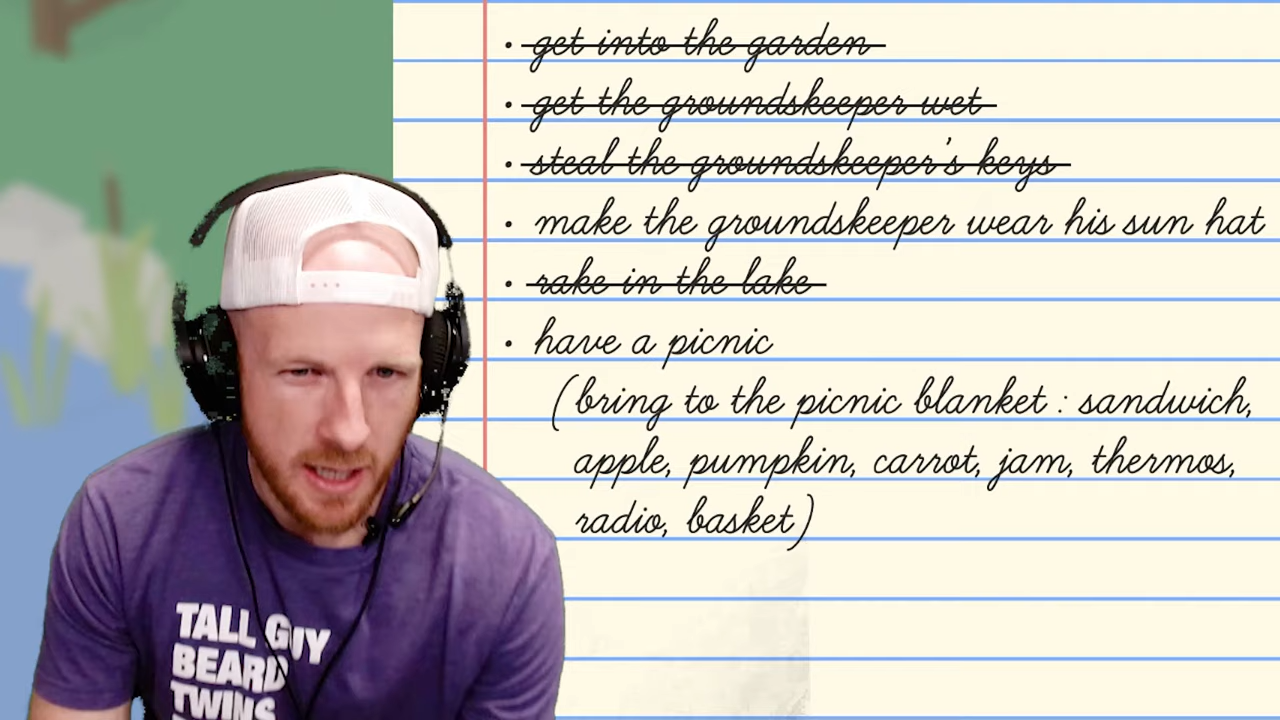 • get into the garden
• get the groundskeeper wet
• steal the groundskeeper's keys
• make the groundskeeper wear his sun hat
• rake in the lake
• have a picnic
(bring to the picnic blanket : sandwich,
apple, pumpkin, carrot, jam, thermos,
radio, basket)
TALL GUY
BEARD
TWINS